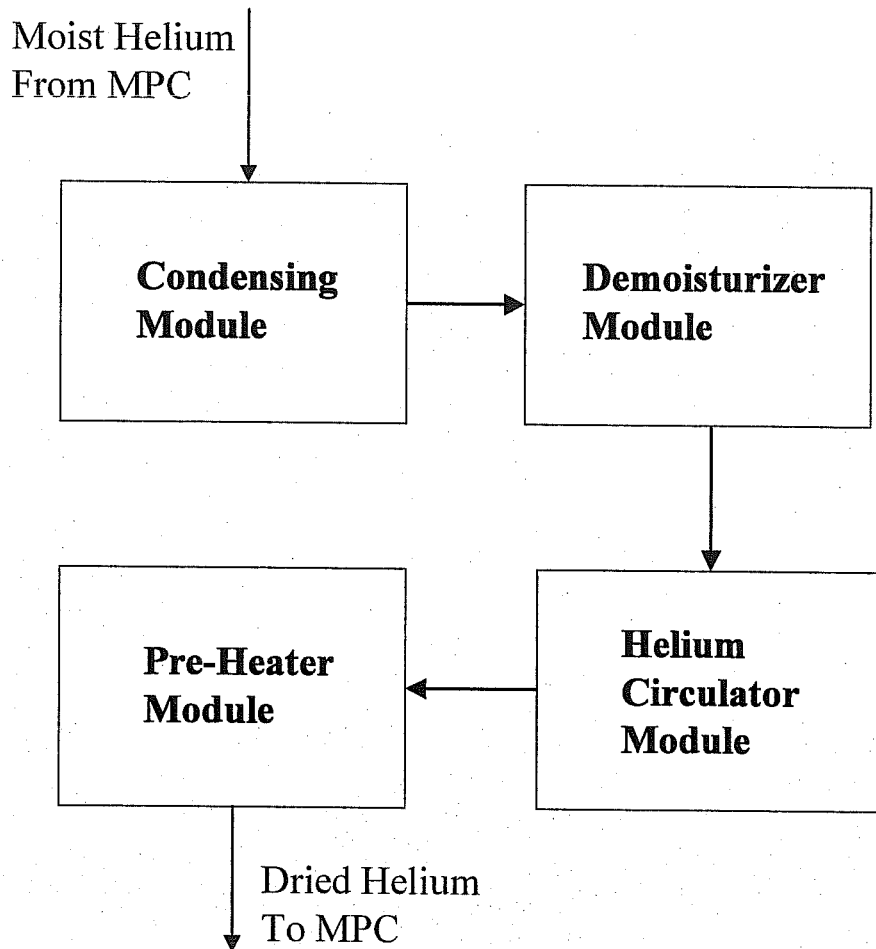 Moist Helium
From MPC
Condensing
Module
Demoisturizer
Module
Pre-Heater
Module
Helium
Circulator
Module
Dried Helium
To MPC